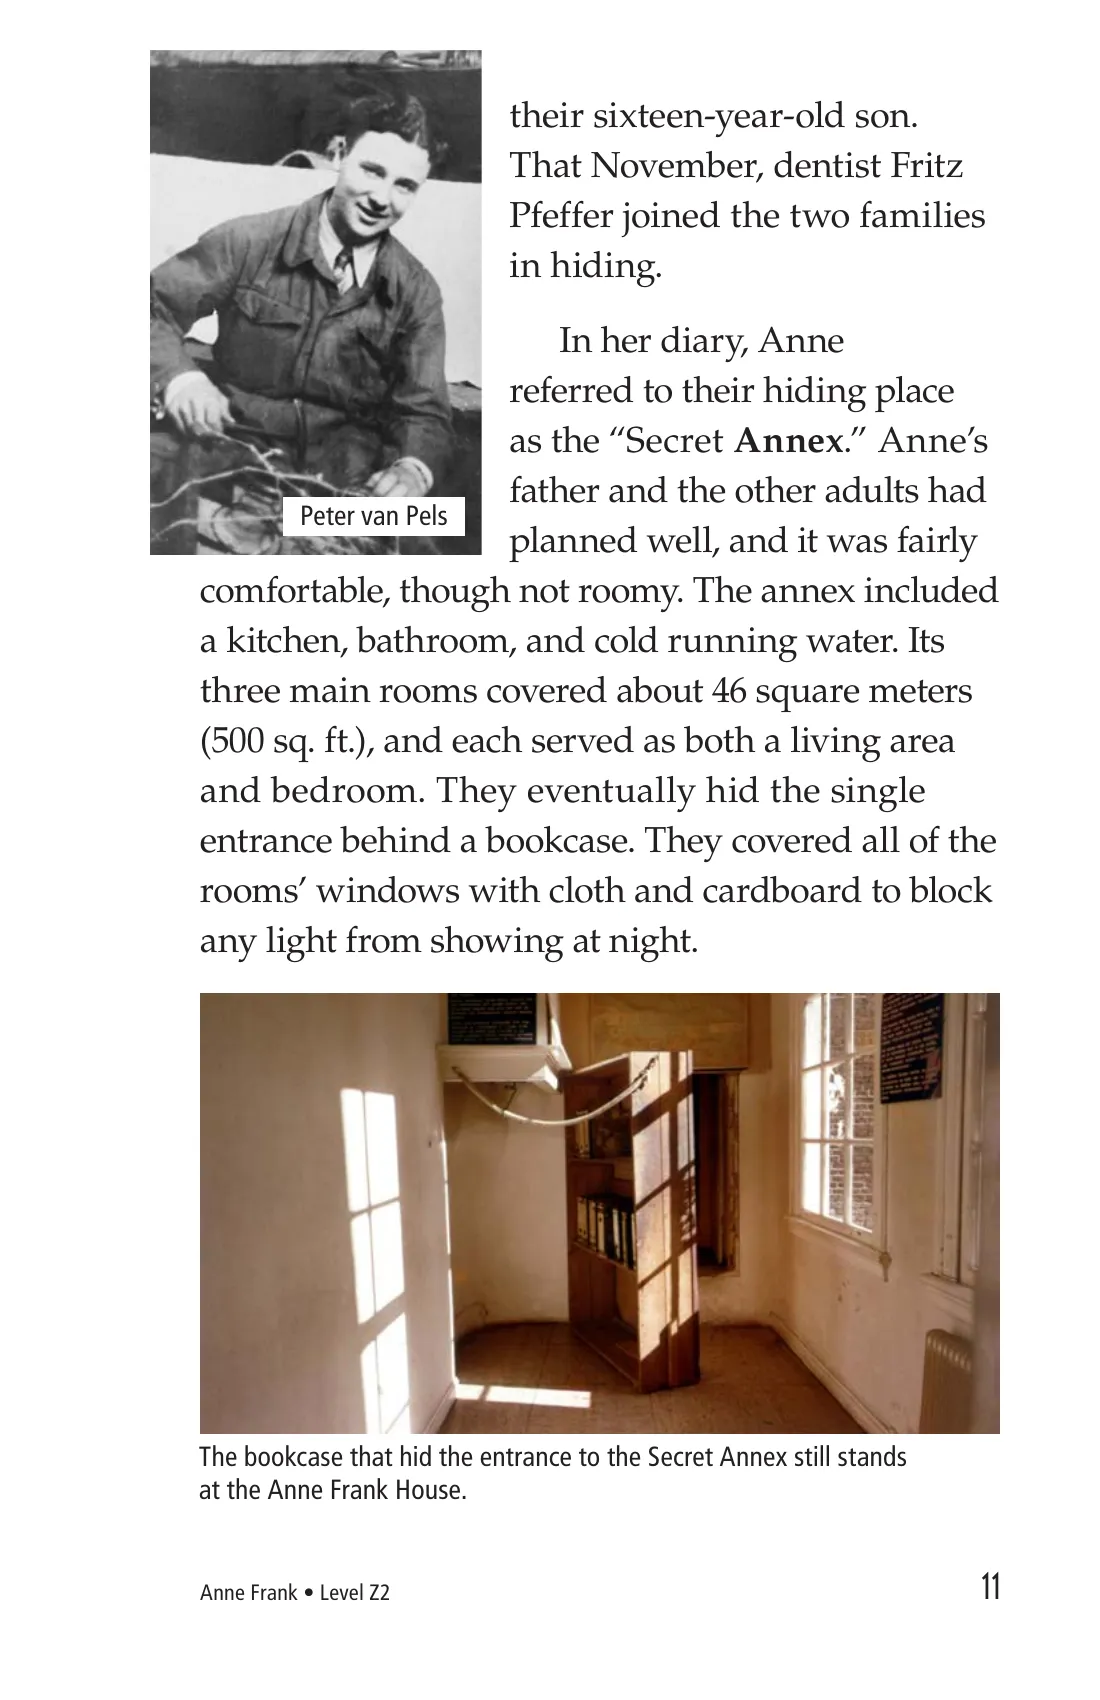 their sixteen-year-old son.
That November, dentist Fritz
Pfeffer joined the two families
in hiding.
In her diary, Anne
referred to their hiding place
as the “Secret Annex.” Anne’s
father and the other adults had
planned well, and it was fairly
Peter van Pels
comfortable, though not roomy. The annex included
a kitchen, bathroom, and cold running water. Its
three main rooms covered about 46 square meters
(500 sq. ft.), and each served as both a living area
and bedroom. They eventually hid the single
entrance behind a bookcase. They covered all of the
rooms’ windows with cloth and cardboard to block
any light from showing at night.
The bookcase that hid the entrance to the Secret Annex still stands
at the Anne Frank House.
Anne Frank • Level Z2
11